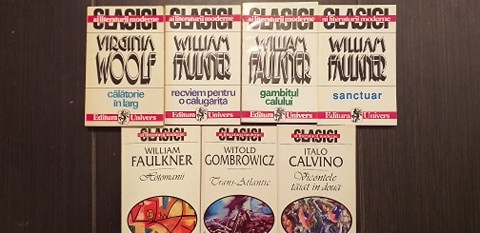 CLASICI
ai literaturii moderne
VIRGINIA
WOOLF
călătorie
în larg
Editura Univers
CLASICI
ai literaturii moderne
WILLIAM
FAULKNER
recviem pentru
o călugăriță
Editura Univers
CLASICI
ai literaturii moderne
WILLIAM
FAULKNER
gambitul
calului
Editura Univers
CLASICI
ai literaturii moderne
WILLIAM
FAULKNER
sanctuar
Editura Univers
CLASICI
WILLIAM
FAULKNER
Hoțomanii
CLASICI
WITOLD
GOMBROWICZ
Trans-Atlantic
CLASICI
ITALO
CALVINO
Vicontele
tăiat în două